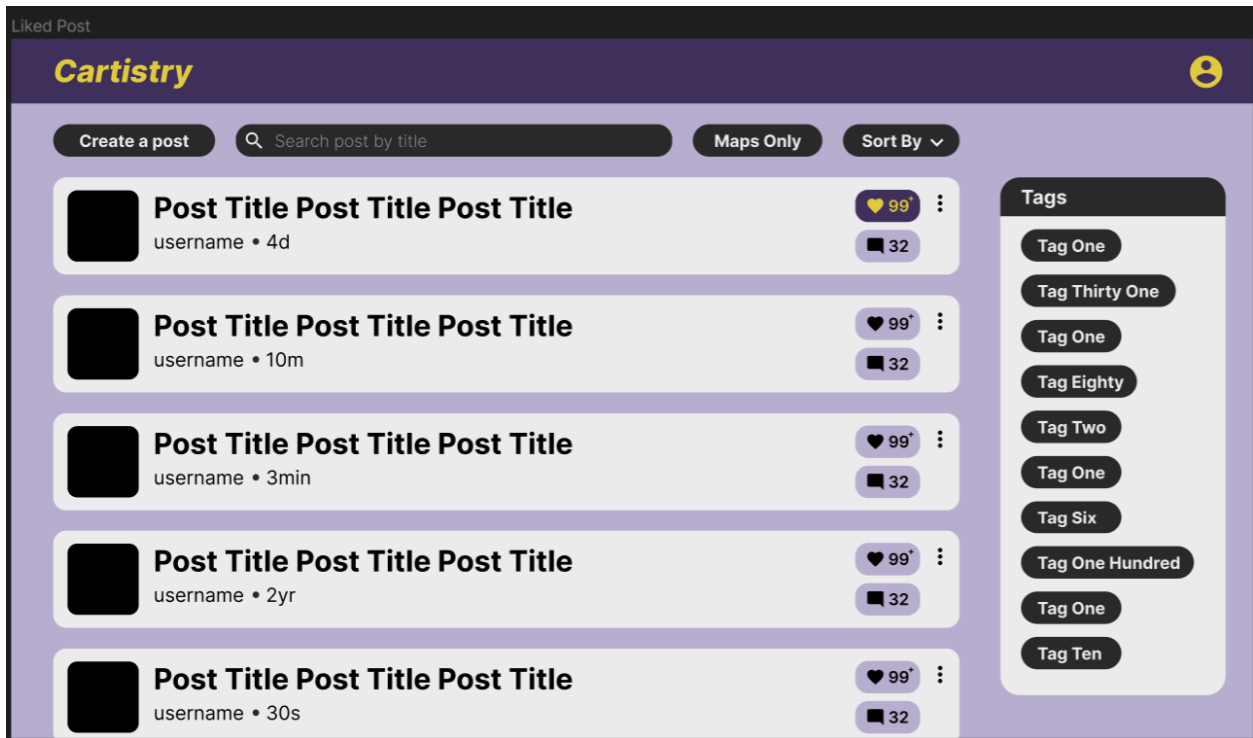 Liked Post
Cartistry
Create a post
Search post by title
Maps Only
Sort By
Post Title Post Title Post Title
99+
username • 4d
32
Post Title Post Title Post Title
99+
username • 10m
32
Post Title Post Title Post Title
99+
username • 3min
32
Post Title Post Title Post Title
99+
username • 2yr
32
Post Title Post Title Post Title
99+
username • 30s
32
Tags
Tag One
Tag Thirty One
Tag One
Tag Eighty
Tag Two
Tag One
Tag Six
Tag One Hundred
Tag One
Tag Ten